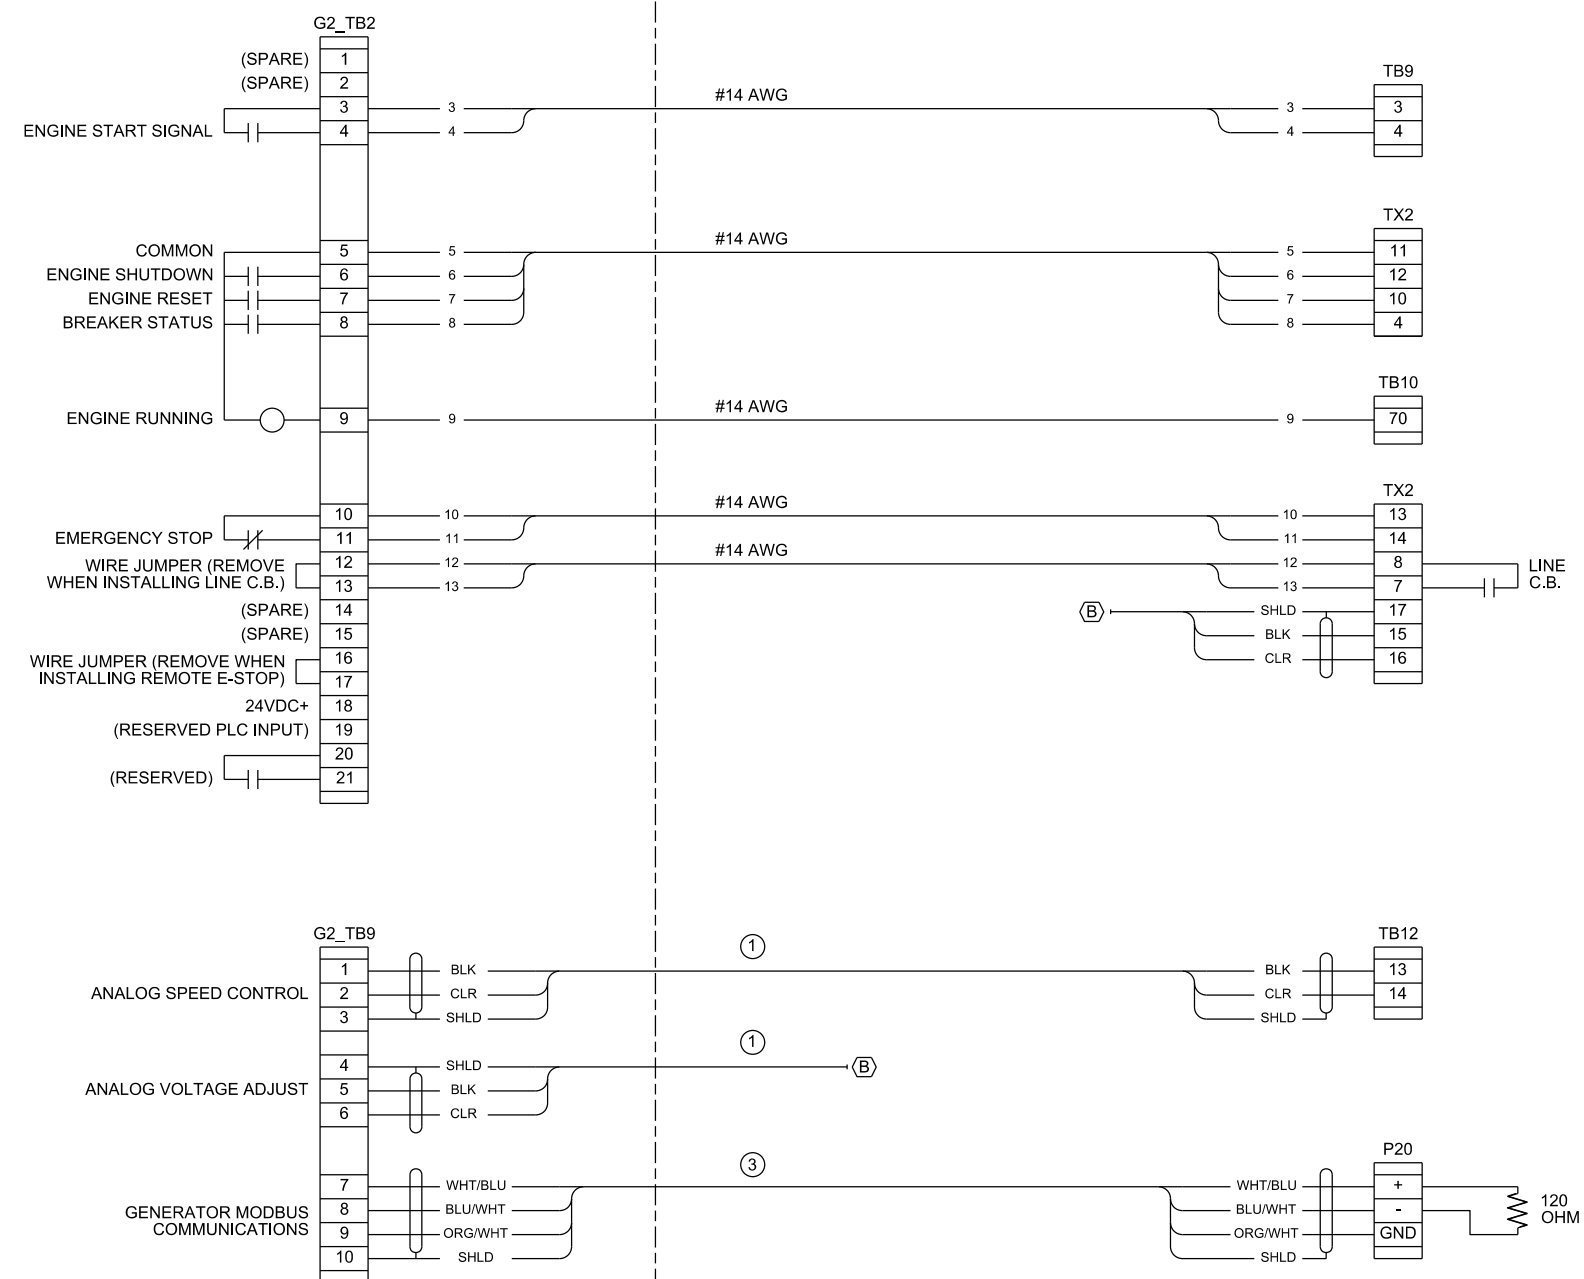 G2_TB2
(SPARE) 1
(SPARE) 2
3 3 #14 AWG 3 TB9 3
ENGINE START SIGNAL 4 4 4 4
COMMON 5 5 #14 AWG 5 TX2 11
ENGINE SHUTDOWN 6 6 6 12
ENGINE RESET 7 7 7 10
BREAKER STATUS 8 8 8 4
ENGINE RUNNING 9 9 #14 AWG 9 TB10 70
10 10 #14 AWG 10 TX2 13
EMERGENCY STOP 11 11 11 14
WIRE JUMPER (REMOVE
WHEN INSTALLING LINE C.B.)
12 12 #14 AWG 12 8
13 13 13 7
LINE
C.B.
(SPARE) 14 B SHLD 17
(SPARE) 15 BLK 15
WIRE JUMPER (REMOVE WHEN
INSTALLING REMOTE E-STOP)
16 CLR 16
17
24VDC+ 18
(RESERVED PLC INPUT) 19
20
(RESERVED) 21
G2_TB9 1 TB12
1 BLK BLK 13
ANALOG SPEED CONTROL 2 CLR CLR 14
3 SHLD SHLD
1
4 SHLD B
ANALOG VOLTAGE ADJUST 5 BLK
6 CLR
3 P20
7 WHT/BLU WHT/BLU +
GENERATOR MODBUS
COMMUNICATIONS
8 BLU/WHT BLU/WHT -
9 ORG/WHT ORG/WHT GND
10 SHLD SHLD
120
OHM